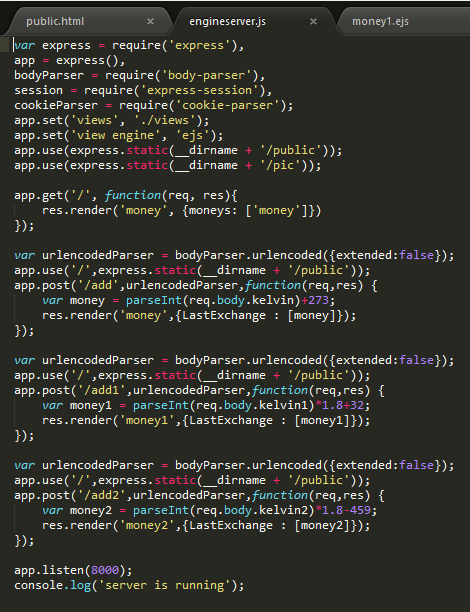 public.html × engineserver.js × money1.ejs
var express = require('express'),
app = express(),
bodyParser = require('body-parser'),
session = require('express-session'),
cookieParser = require('cookie-parser');
app.set('views', './views');
app.set('view engine', 'ejs');
app.use(express.static(__dirname + '/public'));
app.use(express.static(__dirname + '/pic'));
app.get('/', function(req, res){
    res.render('money', {moneys: ['money']})
});
var urlencodedParser = bodyParser.urlencoded({extended:false});
app.use('/',express.static(__dirname + '/public'));
app.post('/add',urlencodedParser,function(req,res) {
    var money = parseInt(req.body.kelvin)+273;
    res.render('money',{LastExchange : [money]});
});
var urlencodedParser = bodyParser.urlencoded({extended:false});
app.use('/',express.static(__dirname + '/public'));
app.post('/add1',urlencodedParser,function(req,res) {
    var money1 = parseInt(req.body.kelvin1)*1.8+32;
    res.render('money1',{LastExchange : [money1]});
});
var urlencodedParser = bodyParser.urlencoded({extended:false});
app.use('/',express.static(__dirname + '/public'));
app.post('/add2',urlencodedParser,function(req,res) {
    var money2 = parseInt(req.body.kelvin2)*1.8-459;
    res.render('money2',{LastExchange : [money2]});
});
app.listen(8000);
console.log('server is running');